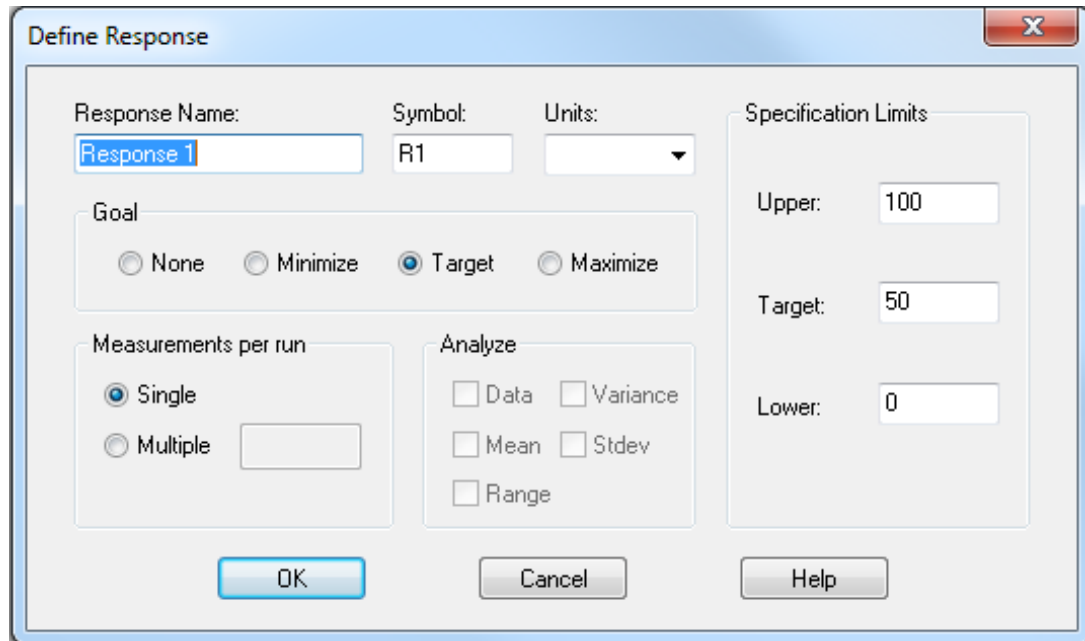 Define Response
Response Name:
Symbol:
Units:
Response 1
R1
Goal
None
Minimize
Target
Maximize
Measurements per run
Single
Multiple
Analyze
Data
Variance
Mean
Stdev
Range
Specification Limits
Upper:
100
Target:
50
Lower:
0
OK
Cancel
Help